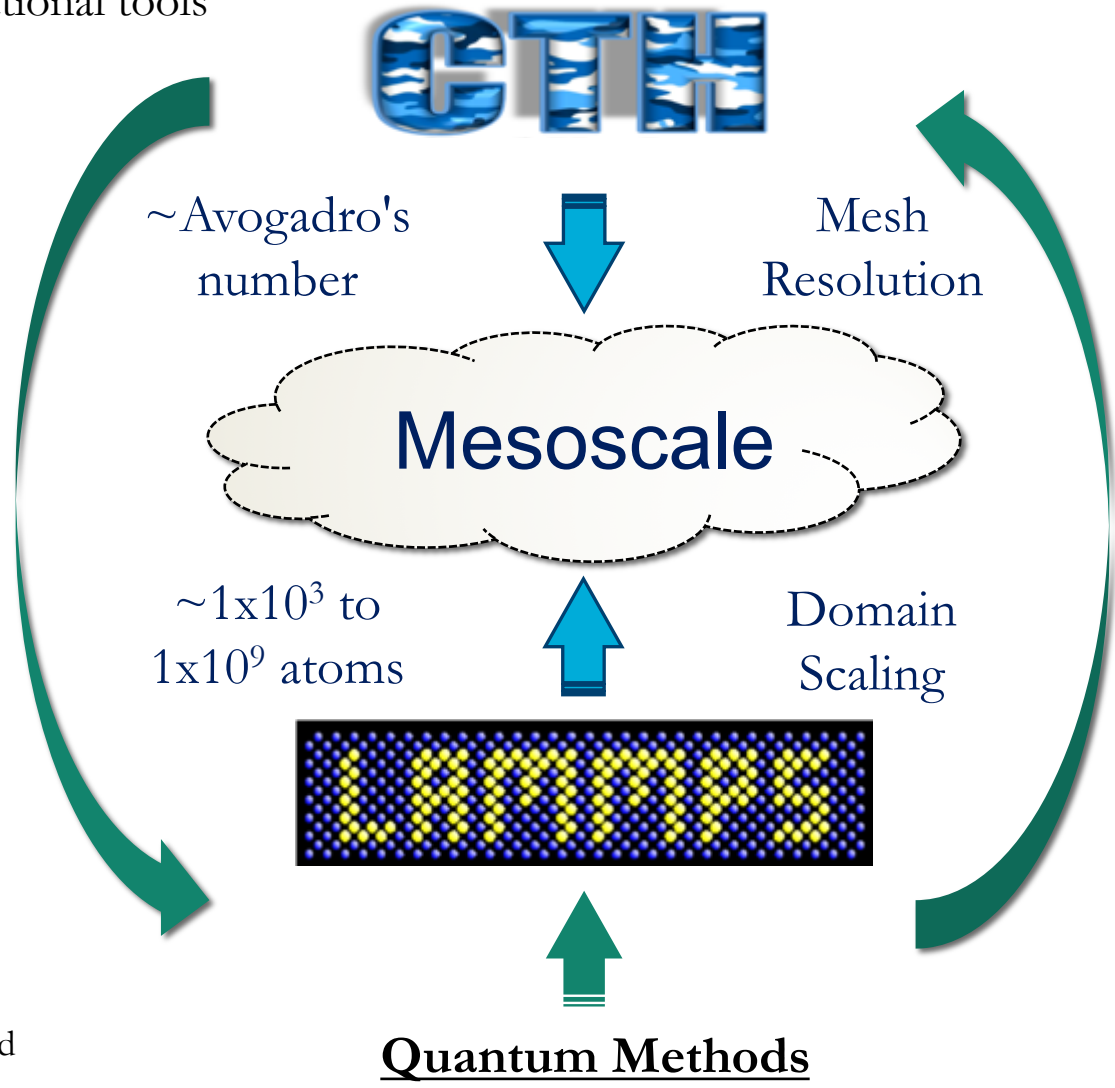 tional tools
CTH
~Avogadro's
number
Mesh
Resolution
Mesoscale
~1x10³ to
1x10⁹ atoms
Domain
Scaling
LAMMPS
d
Quantum Methods